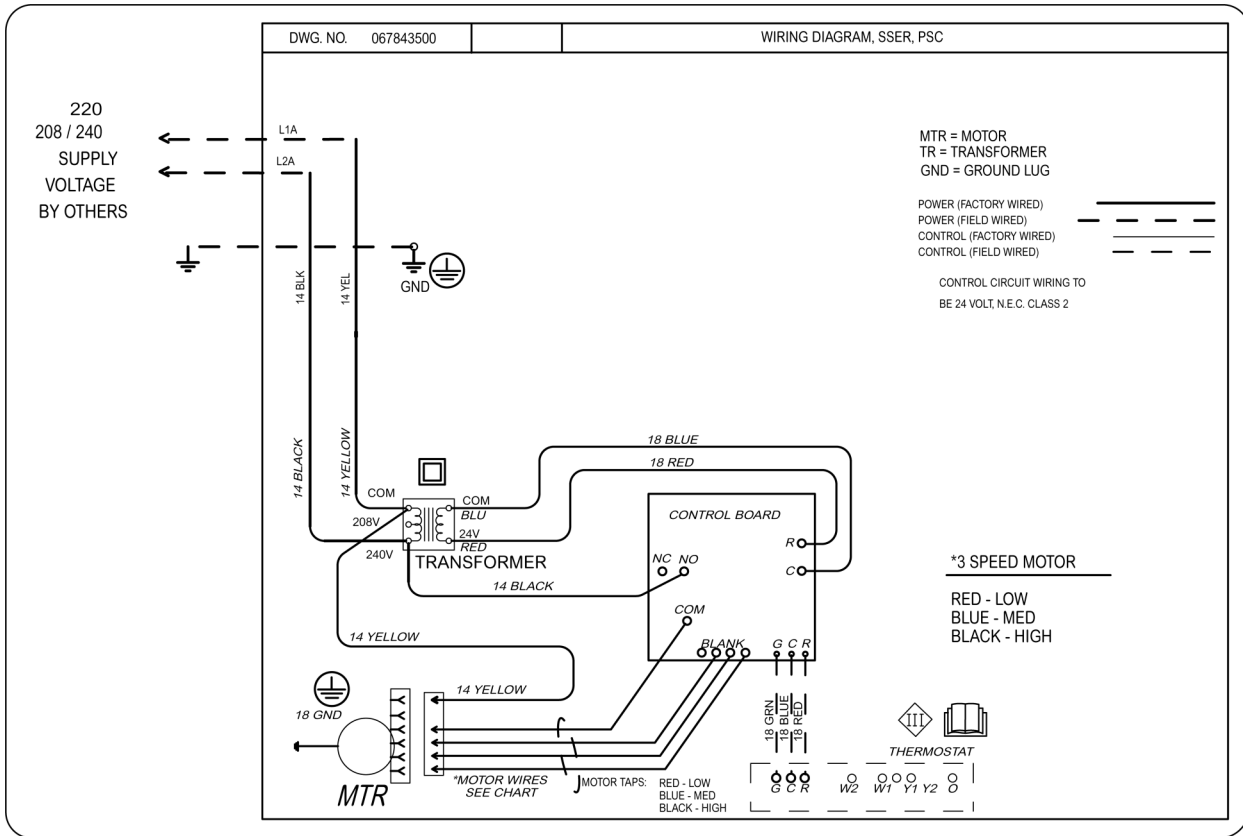 DWG. NO. 067843500
WIRING DIAGRAM, SSER, PSC
220
208 / 240
SUPPLY
VOLTAGE
BY OTHERS
L1A
L2A
MTR = MOTOR
TR = TRANSFORMER
GND = GROUND LUG
POWER (FACTORY WIRED)
POWER (FIELD WIRED)
CONTROL (FACTORY WIRED)
CONTROL (FIELD WIRED)
CONTROL CIRCUIT WIRING TO
BE 24 VOLT, N.E.C. CLASS 2
GND
14 BLK
14 YEL
14 BLACK
14 YELLOW
18 BLUE
18 RED
COM
208V
240V
COM
BLU
24V
RED
TRANSFORMER
14 BLACK
14 YELLOW
CONTROL BOARD
R
C
NC NO
COM
BLANK
G C R
*3 SPEED MOTOR
RED - LOW
BLUE - MED
BLACK - HIGH
14 YELLOW
18 GND
MTR
*MOTOR WIRES
SEE CHART
MOTOR TAPS:
RED - LOW
BLUE - MED
BLACK - HIGH
18 GRN
18 BLUE
18 RED
III
THERMOSTAT
G C R W2 W1 Y1 Y2 O